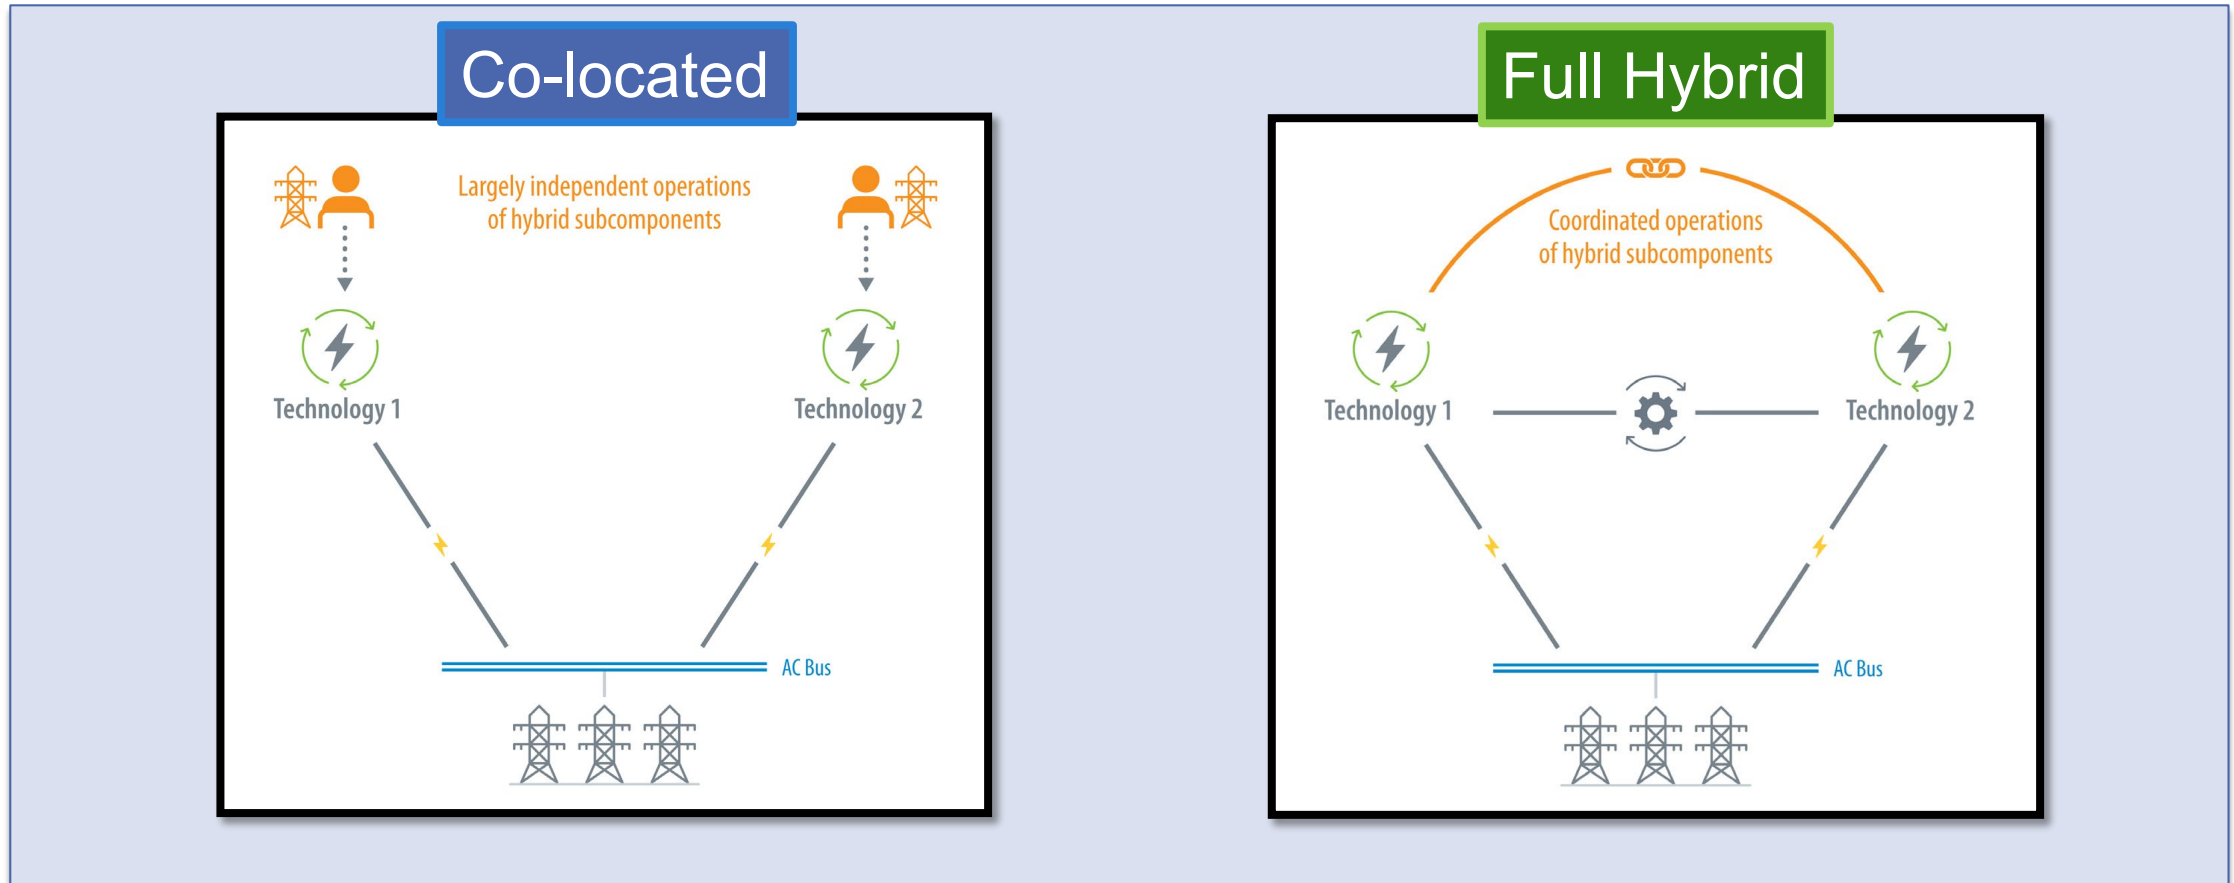 Co-located
Largely independent operations
of hybrid subcomponents
Technology 1
Technology 2
AC Bus
Full Hybrid
Coordinated operations
of hybrid subcomponents
Technology 1
Technology 2
AC Bus